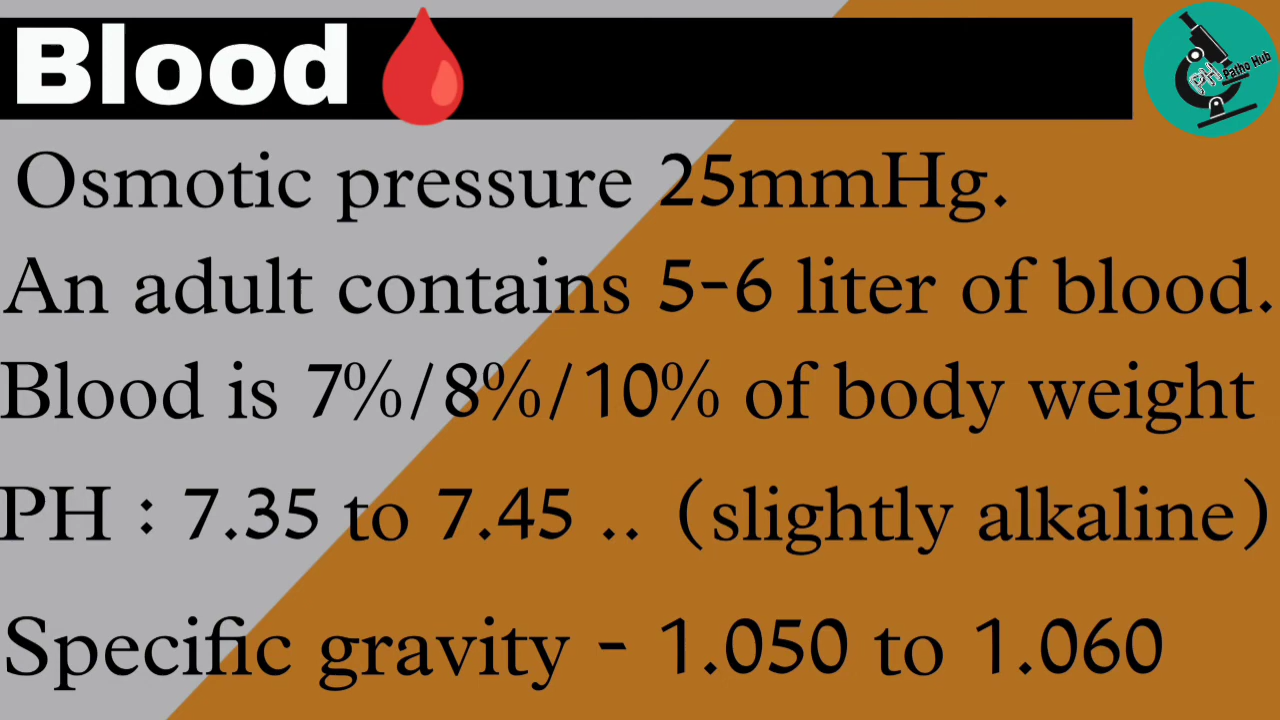 Blood
PH Patho Hub
Osmotic pressure 25mmHg.
An adult contains 5-6 liter of blood.
Blood is 7%/8%/10% of body weight
PH : 7.35 to 7.45 .. (slightly alkaline)
Specific gravity - 1.050 to 1.060